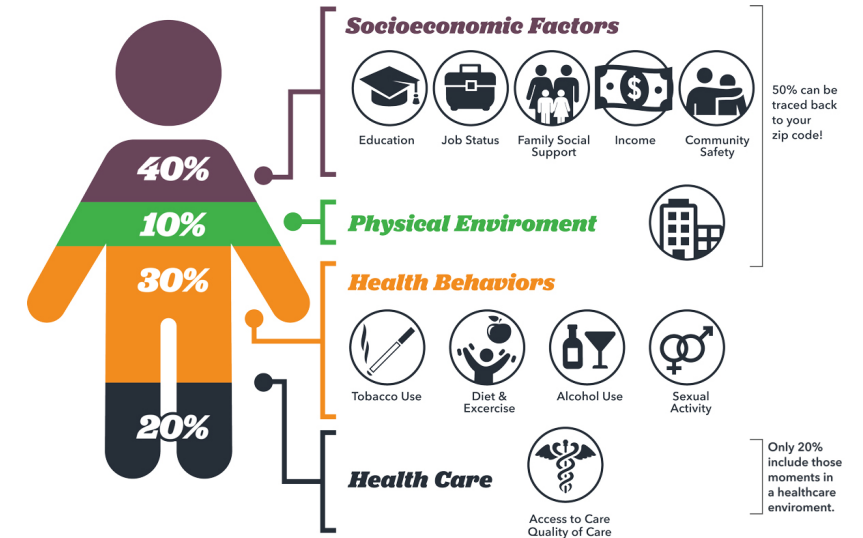 Socioeconomic Factors
Education
Job Status
Family Social
Support
Income
Community
Safety
50% can be
traced back
to your
zip code!
40%
10%
Physical Enviroment
30%
Health Behaviors
Tobacco Use
Diet &
Excercise
Alcohol Use
Sexual
Activity
20%
Health Care
Access to Care
Quality of Care
Only 20%
include those
moments in
a healthcare
enviroment.